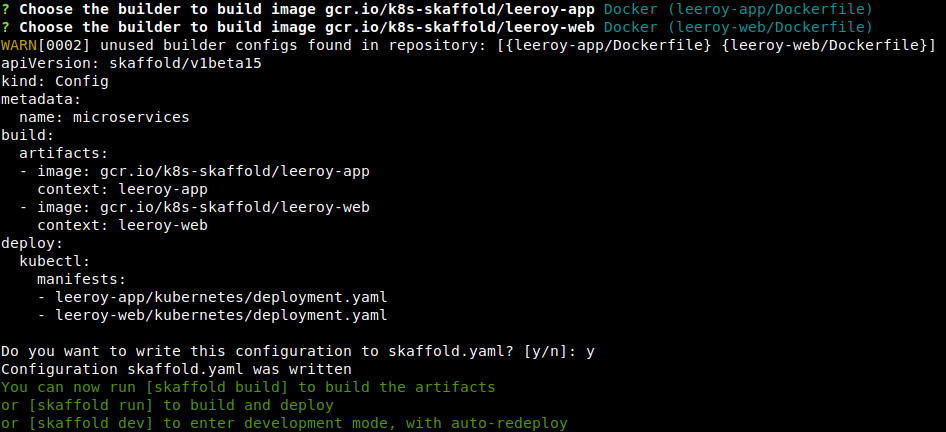 ? Choose the builder to build image gcr.io/k8s-skaffold/leeroy-app Docker (leeroy-app/Dockerfile)
? Choose the builder to build image gcr.io/k8s-skaffold/leeroy-web Docker (leeroy-web/Dockerfile)
WARN[0002] unused builder configs found in repository: [{leeroy-app/Dockerfile} {leeroy-web/Dockerfile}]
apiVersion: skaffold/v1beta15
kind: Config
metadata:
  name: microservices
build:
  artifacts:
  - image: gcr.io/k8s-skaffold/leeroy-app
    context: leeroy-app
  - image: gcr.io/k8s-skaffold/leeroy-web
    context: leeroy-web
deploy:
  kubectl:
    manifests:
    - leeroy-app/kubernetes/deployment.yaml
    - leeroy-web/kubernetes/deployment.yaml

Do you want to write this configuration to skaffold.yaml? [y/n]: y
Configuration skaffold.yaml was written
You can now run [skaffold build] to build the artifacts
or [skaffold run] to build and deploy
or [skaffold dev] to enter development mode, with auto-redeploy